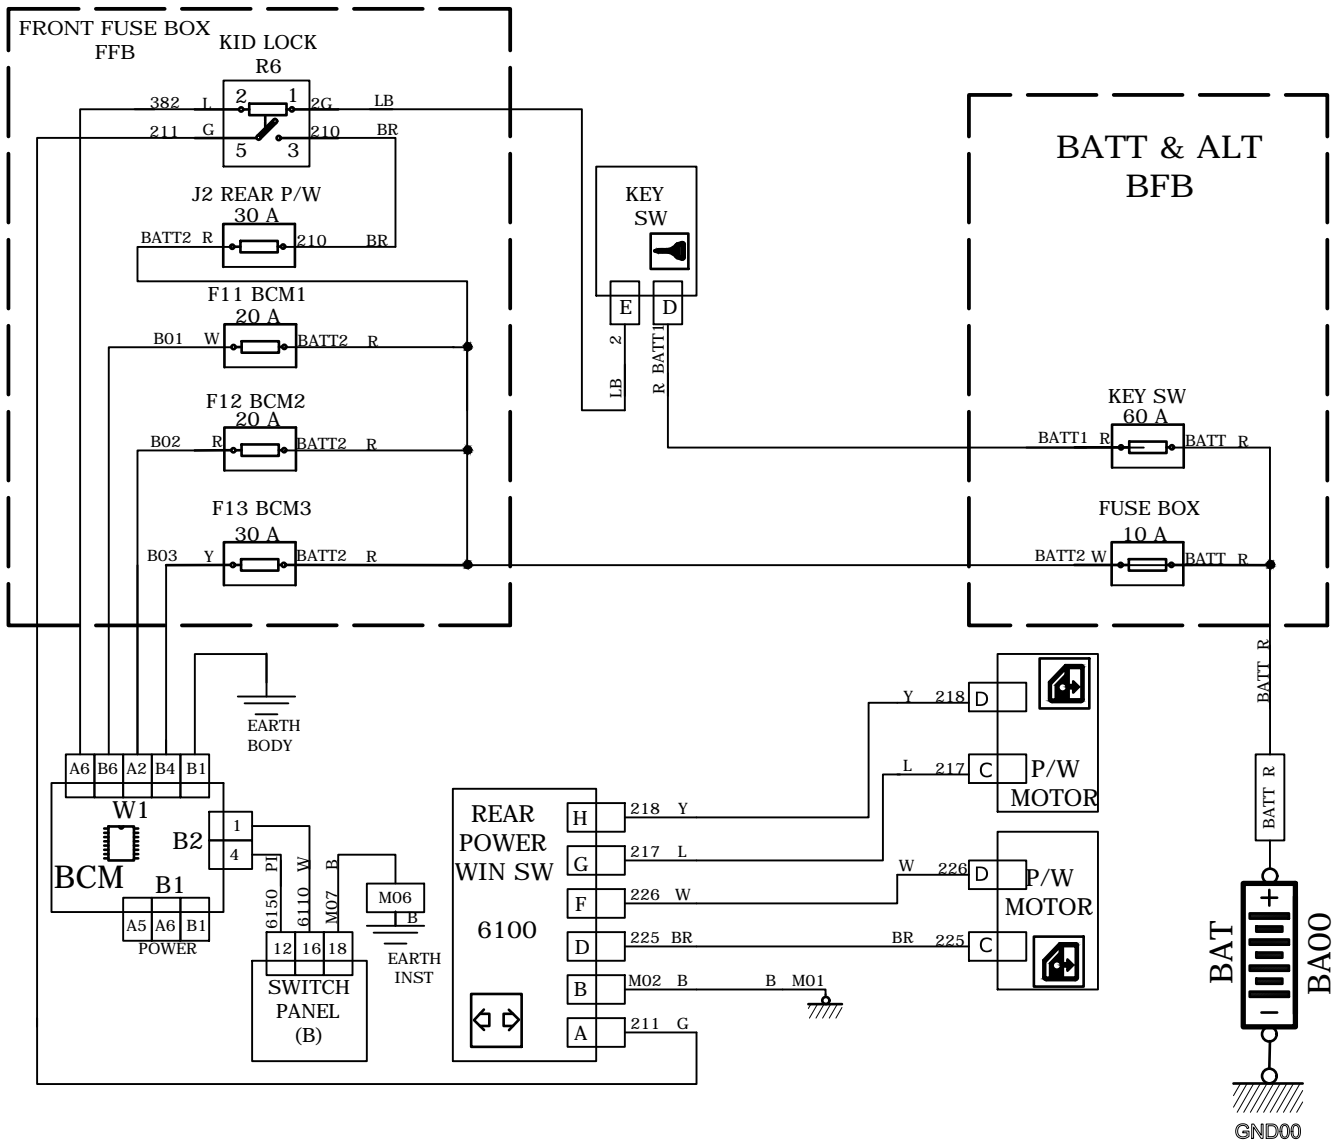 FRONT FUSE BOX
FFB
KID LOCK
R6
382 L 2 1 2G LB
211 G 5 3 210 BR
J2 REAR P/W
30 A
BATT2 R 210 BR
F11 BCM1
20 A
B01 W BATT2 R
F12 BCM2
20 A
B02 R BATT2 R
F13 BCM3
30 A
B03 Y BATT2 R
KEY
SW
E D
LB 2
R BATT1
BATT & ALT
BFB
KEY SW
60 A
BATT1 R BATT R
FUSE BOX
10 A
BATT2 W BATT R
BATT R
BATT R
EARTH
BODY
A6 B6 A2 B4 B1
W1
BCM
B2
1
4
B1
A5 A6 B1
POWER
6150 PI
6110 W
M07 B
M06
B
EARTH
INST
12 16 18
SWITCH
PANEL
(B)
REAR
POWER
WIN SW
6100
H 218 Y
G 217 L
F 226 W
D 225 BR
B M02 B B M01
A 211 G
Y 218 D
L 217 C
P/W
MOTOR
W 226 D
P/W
MOTOR
BR 225 C
BAT
+
−
BA00
GND00